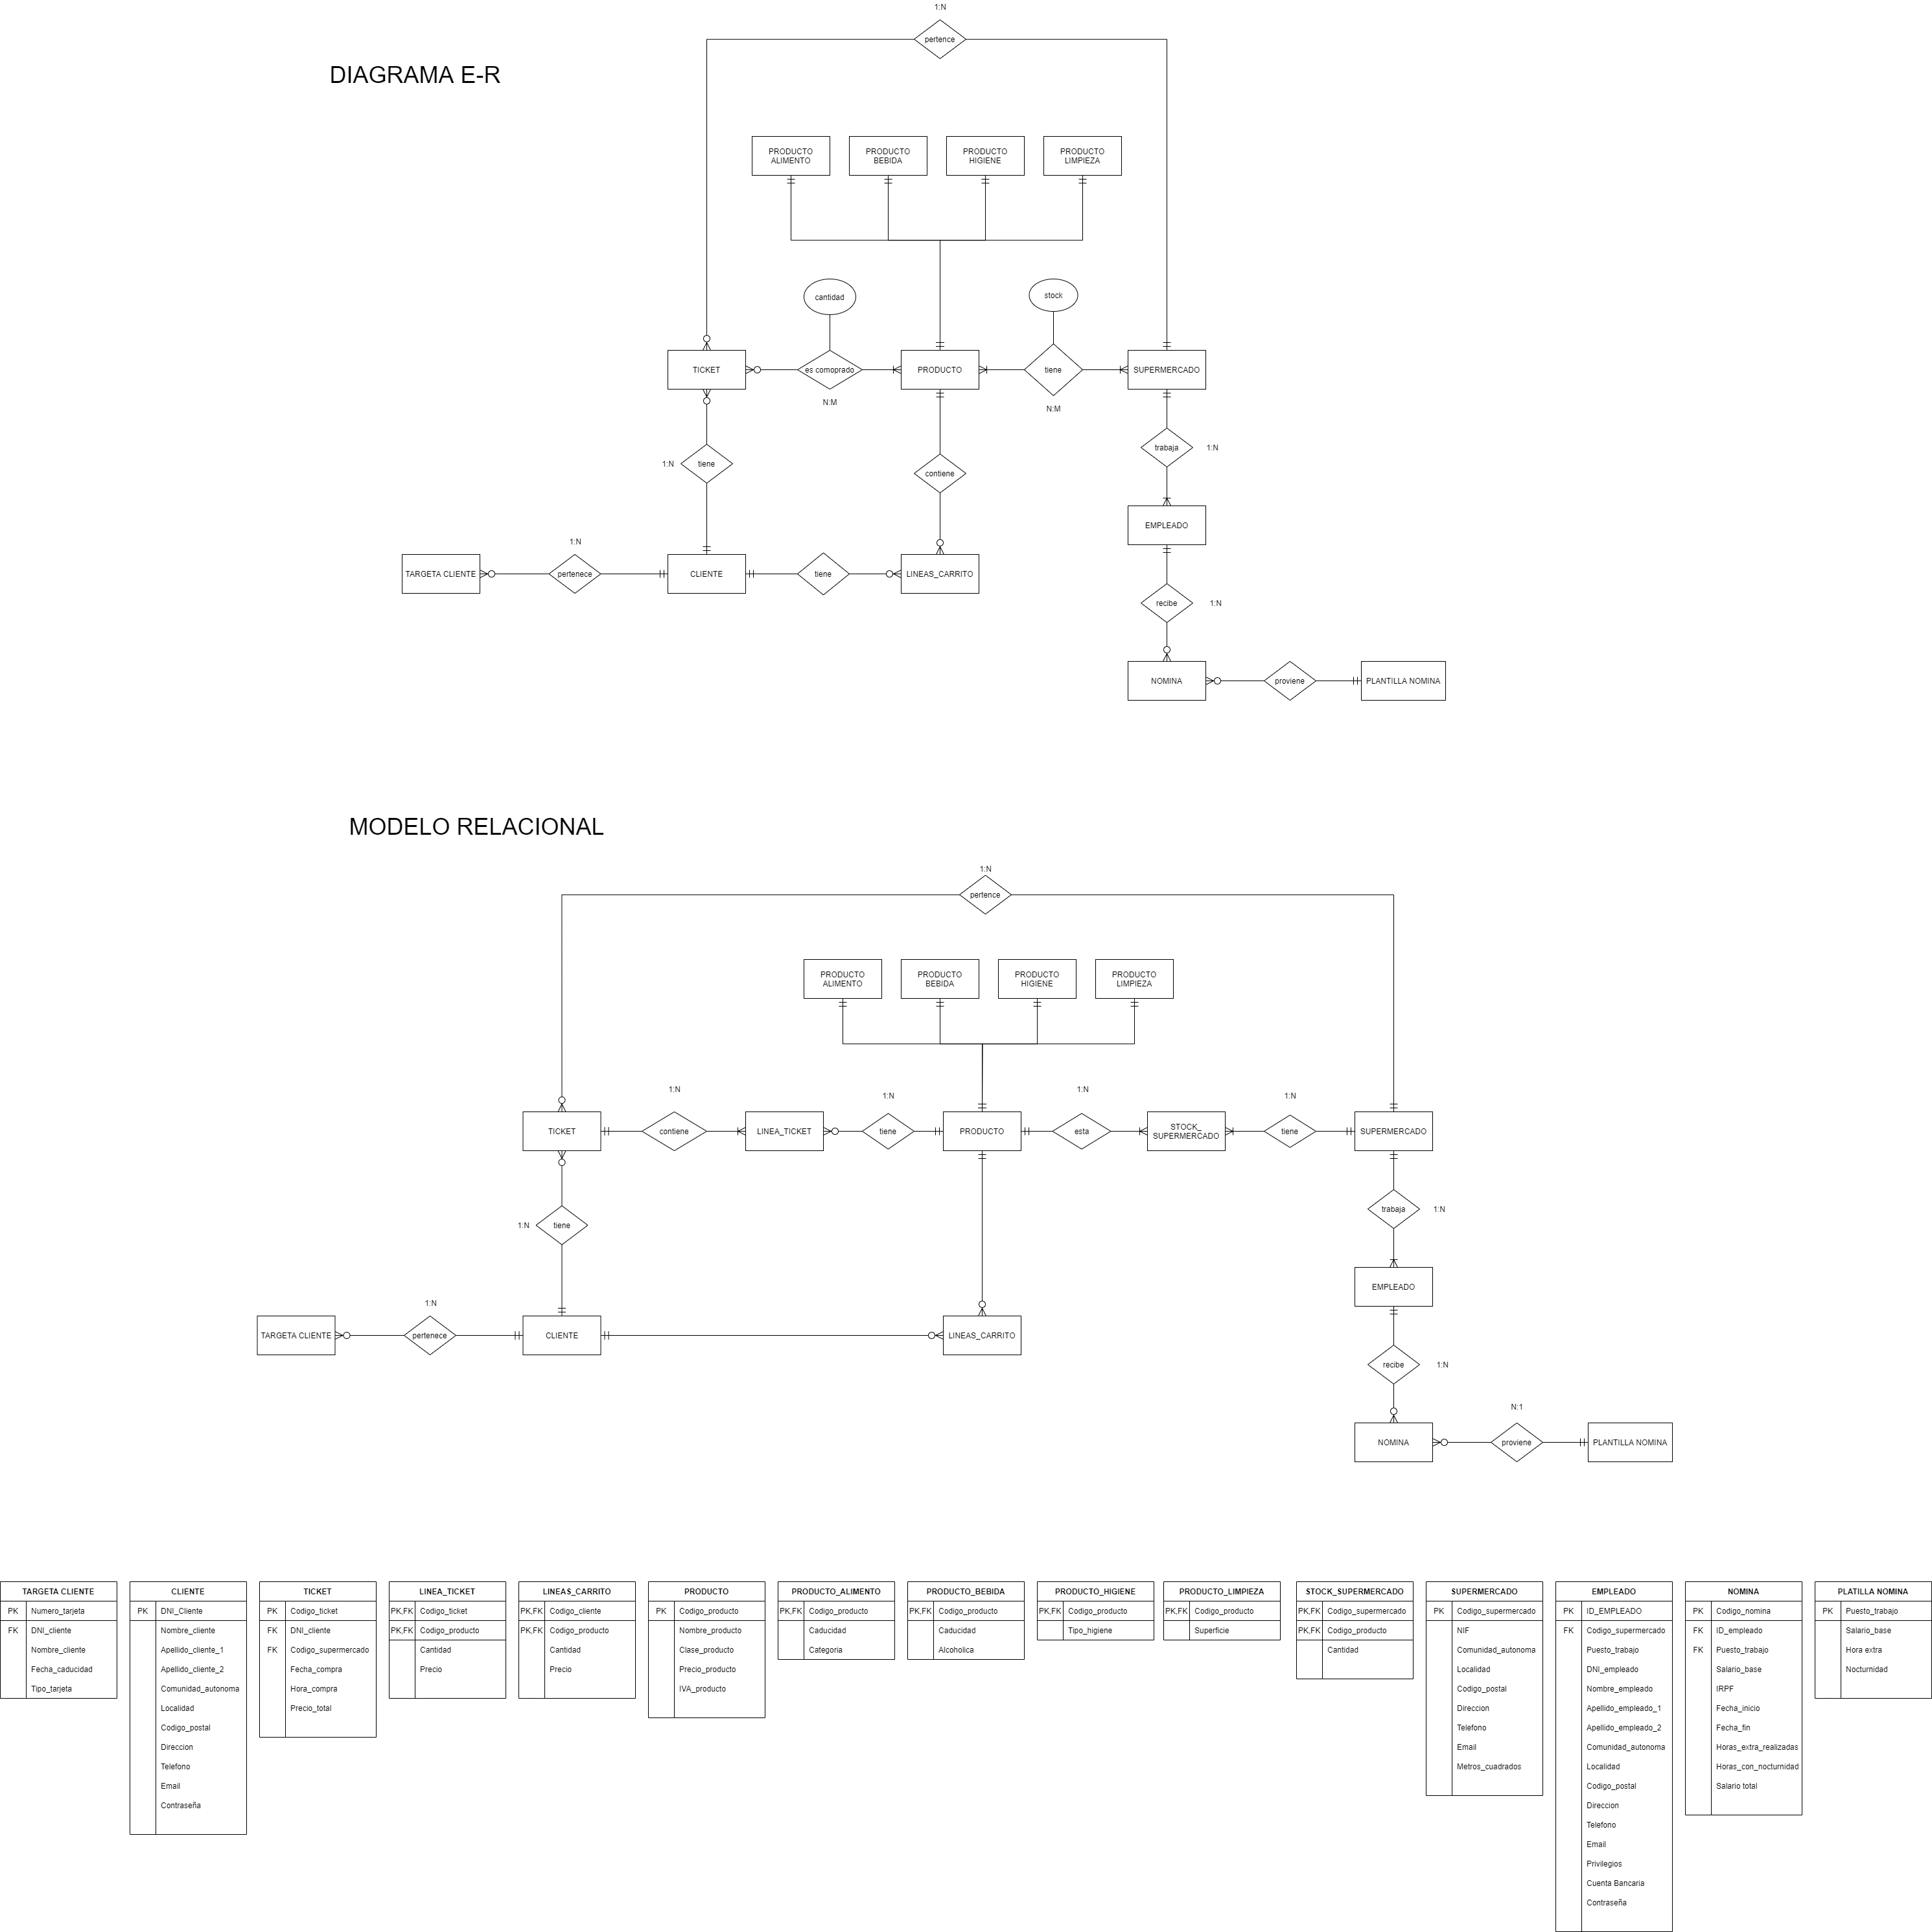 1:N
pertence
DIAGRAMA E-R
PRODUCTO
ALIMENTO
PRODUCTO
BEBIDA
PRODUCTO
HIGIENE
PRODUCTO
LIMPIEZA
cantidad
stock
TICKET
es comoprado
PRODUCTO
tiene
SUPERMERCADO
N:M
N:M
1:N
tiene
contiene
trabaja
1:N
EMPLEADO
1:N
TARGETA CLIENTE
pertenece
CLIENTE
tiene
LINEAS_CARRITO
recibe
1:N
NOMINA
proviene
PLANTILLA NOMINA
MODELO RELACIONAL
1:N
pertence
PRODUCTO
ALIMENTO
PRODUCTO
BEBIDA
PRODUCTO
HIGIENE
PRODUCTO
LIMPIEZA
1:N
1:N
1:N
1:N
TICKET
contiene
LINEA_TICKET
tiene
PRODUCTO
esta
STOCK_
SUPERMERCADO
tiene
SUPERMERCADO
1:N
tiene
trabaja
1:N
EMPLEADO
1:N
TARGETA CLIENTE
pertenece
CLIENTE
LINEAS_CARRITO
recibe
1:N
N:1
NOMINA
proviene
PLANTILLA NOMINA
TARGETA CLIENTE
PK Numero_tarjeta
FK DNI_cliente
Nombre_cliente
Fecha_caducidad
Tipo_tarjeta
CLIENTE
PK DNI_Cliente
Nombre_cliente
Apellido_cliente_1
Apellido_cliente_2
Comunidad_autonoma
Localidad
Codigo_postal
Direccion
Telefono
Email
Contraseña
TICKET
PK Codigo_ticket
FK DNI_cliente
FK Codigo_supermercado
Fecha_compra
Hora_compra
Precio_total
LINEA_TICKET
PK,FK Codigo_ticket
PK,FK Codigo_producto
Cantidad
Precio
LINEAS_CARRITO
PK,FK Codigo_cliente
PK,FK Codigo_producto
Cantidad
Precio
PRODUCTO
PK Codigo_producto
Nombre_producto
Clase_producto
Precio_producto
IVA_producto
PRODUCTO_ALIMENTO
PK,FK Codigo_producto
Caducidad
Categoria
PRODUCTO_BEBIDA
PK,FK Codigo_producto
Caducidad
Alcoholica
PRODUCTO_HIGIENE
PK,FK Codigo_producto
Tipo_higiene
PRODUCTO_LIMPIEZA
PK,FK Codigo_producto
Superficie
STOCK_SUPERMERCADO
PK,FK Codigo_supermercado
PK,FK Codigo_producto
Cantidad
SUPERMERCADO
PK Codigo_supermercado
NIF
Comunidad_autonoma
Localidad
Codigo_postal
Direccion
Telefono
Email
Metros_cuadrados
EMPLEADO
PK ID_EMPLEADO
FK Codigo_supermercado
Puesto_trabajo
DNI_empleado
Nombre_empleado
Apellido_empleado_1
Apellido_empleado_2
Comunidad_autonoma
Localidad
Codigo_postal
Direccion
Telefono
Email
Privilegios
Cuenta Bancaria
Contraseña
NOMINA
PK Codigo_nomina
FK ID_empleado
FK Puesto_trabajo
Salario_base
IRPF
Fecha_inicio
Fecha_fin
Horas_extra_realizadas
Horas_con_nocturnidad
Salario total
PLATILLA NOMINA
PK Puesto_trabajo
Salario_base
Hora extra
Nocturnidad